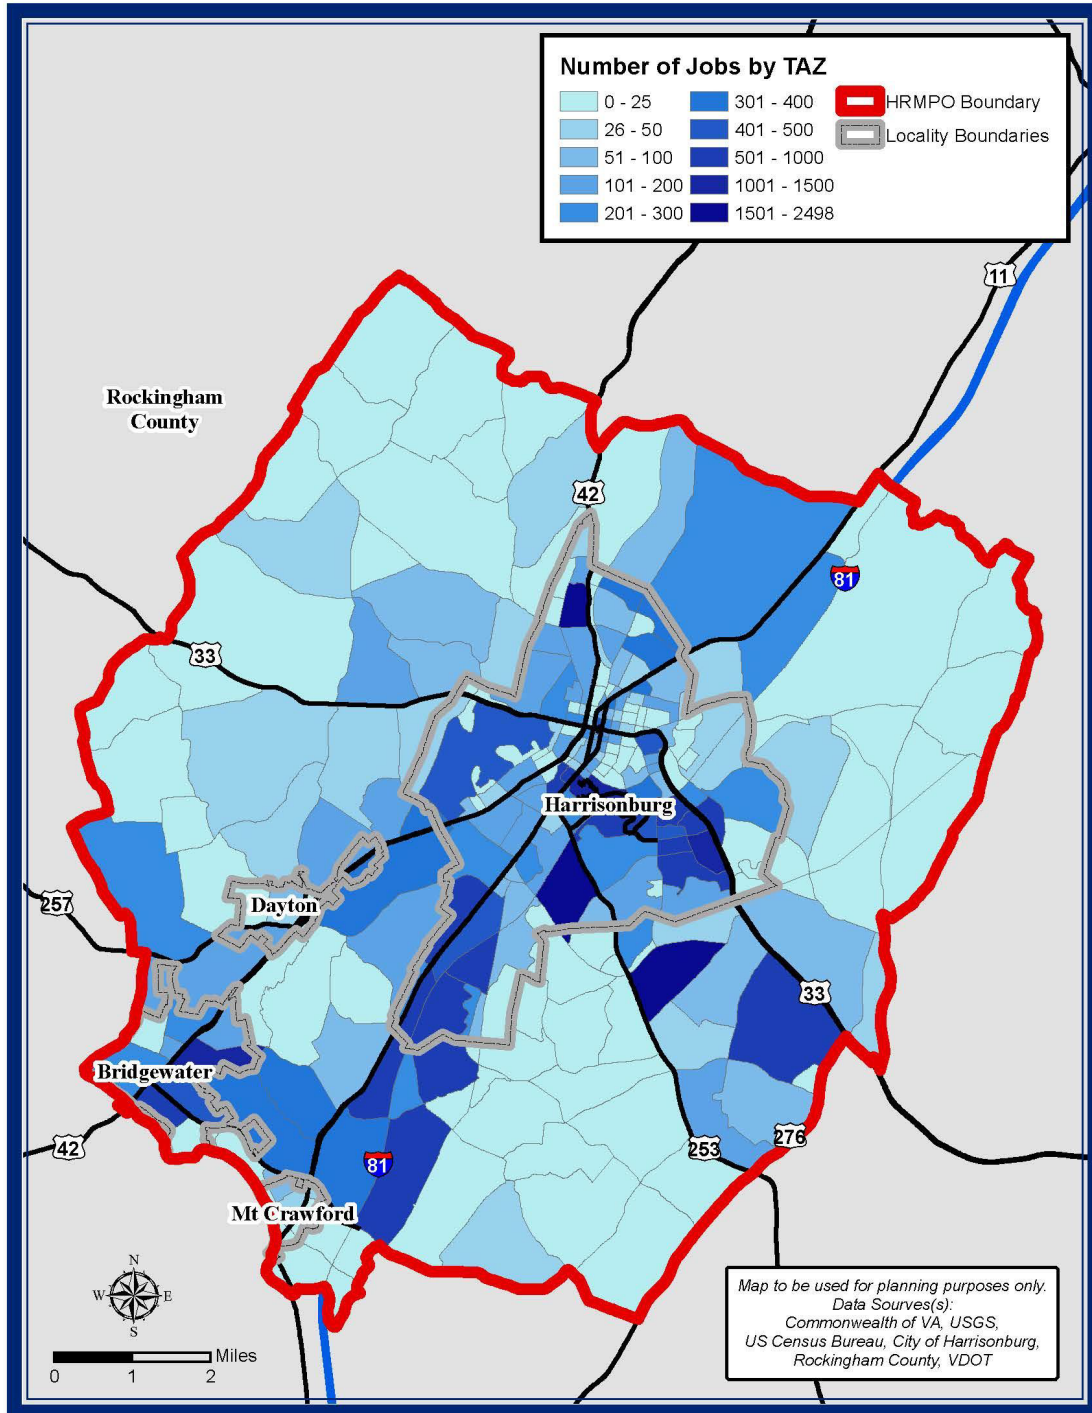 Number of Jobs by TAZ
0 - 25
26 - 50
51 - 100
101 - 200
201 - 300
301 - 400
401 - 500
501 - 1000
1001 - 1500
1501 - 2498
HRMPO Boundary
Locality Boundaries
11
Rockingham
County
42
81
33
Harrisonburg
257
Dayton
33
Bridgewater
42
253
276
81
Mt Crawford
N
W
E
S
Miles
0
1
2
Map to be used for planning purposes only.
Data Sourves(s):
Commonwealth of VA, USGS,
US Census Bureau, City of Harrisonburg,
Rockingham County, VDOT